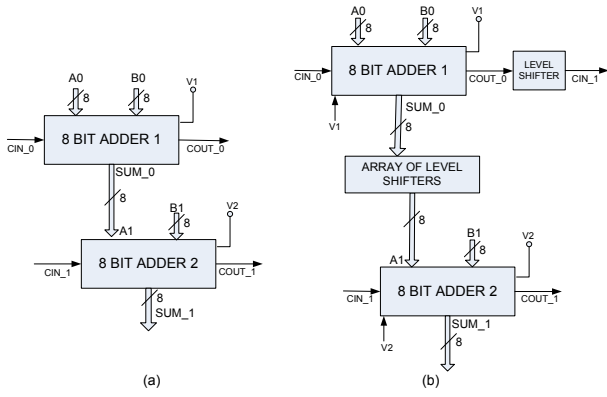 A0
B0
V1
8
8
8 BIT ADDER 1
CIN_0
COUT_0
SUM_0
8
B1
V2
8
A1
8 BIT ADDER 2
CIN_1
COUT_1
8
SUM_1
(a)
A0
B0
V1
8
8
8 BIT ADDER 1
CIN_0
COUT_0
LEVEL
SHIFTER
CIN_1
V1
SUM_0
8
ARRAY OF LEVEL
SHIFTERS
8
B1
V2
8
A1
8 BIT ADDER 2
CIN_1
COUT_1
V2
SUM_1
8
(b)